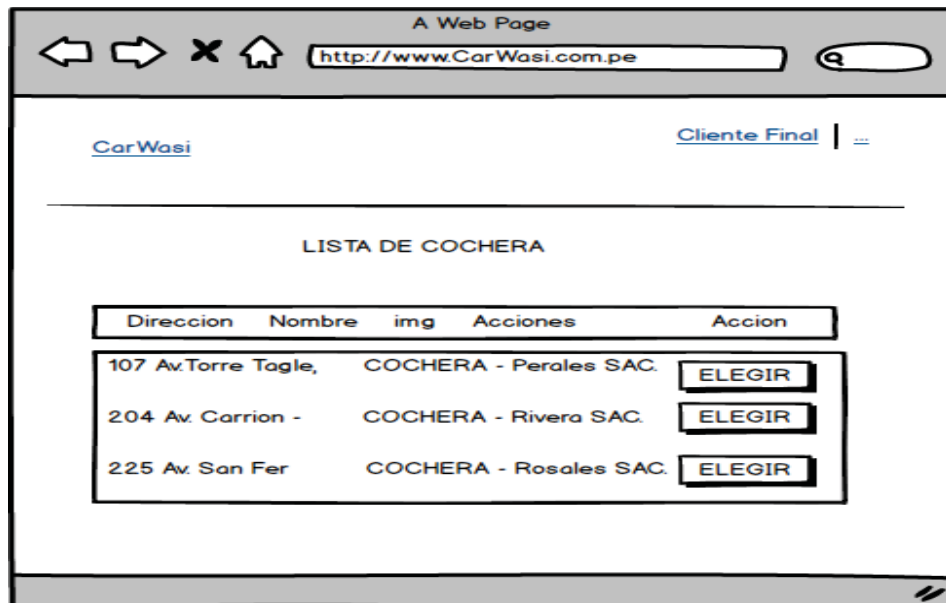 A Web Page
http://www.CarWasi.com.pe
CarWasi
Cliente Final | ...
LISTA DE COCHERA
Direccion Nombre img Acciones Accion
107 Av.Torre Tagle, COCHERA - Perales SAC. ELEGIR
204 Av. Carrion - COCHERA - Rivera SAC. ELEGIR
225 Av. San Fer COCHERA - Rosales SAC. ELEGIR